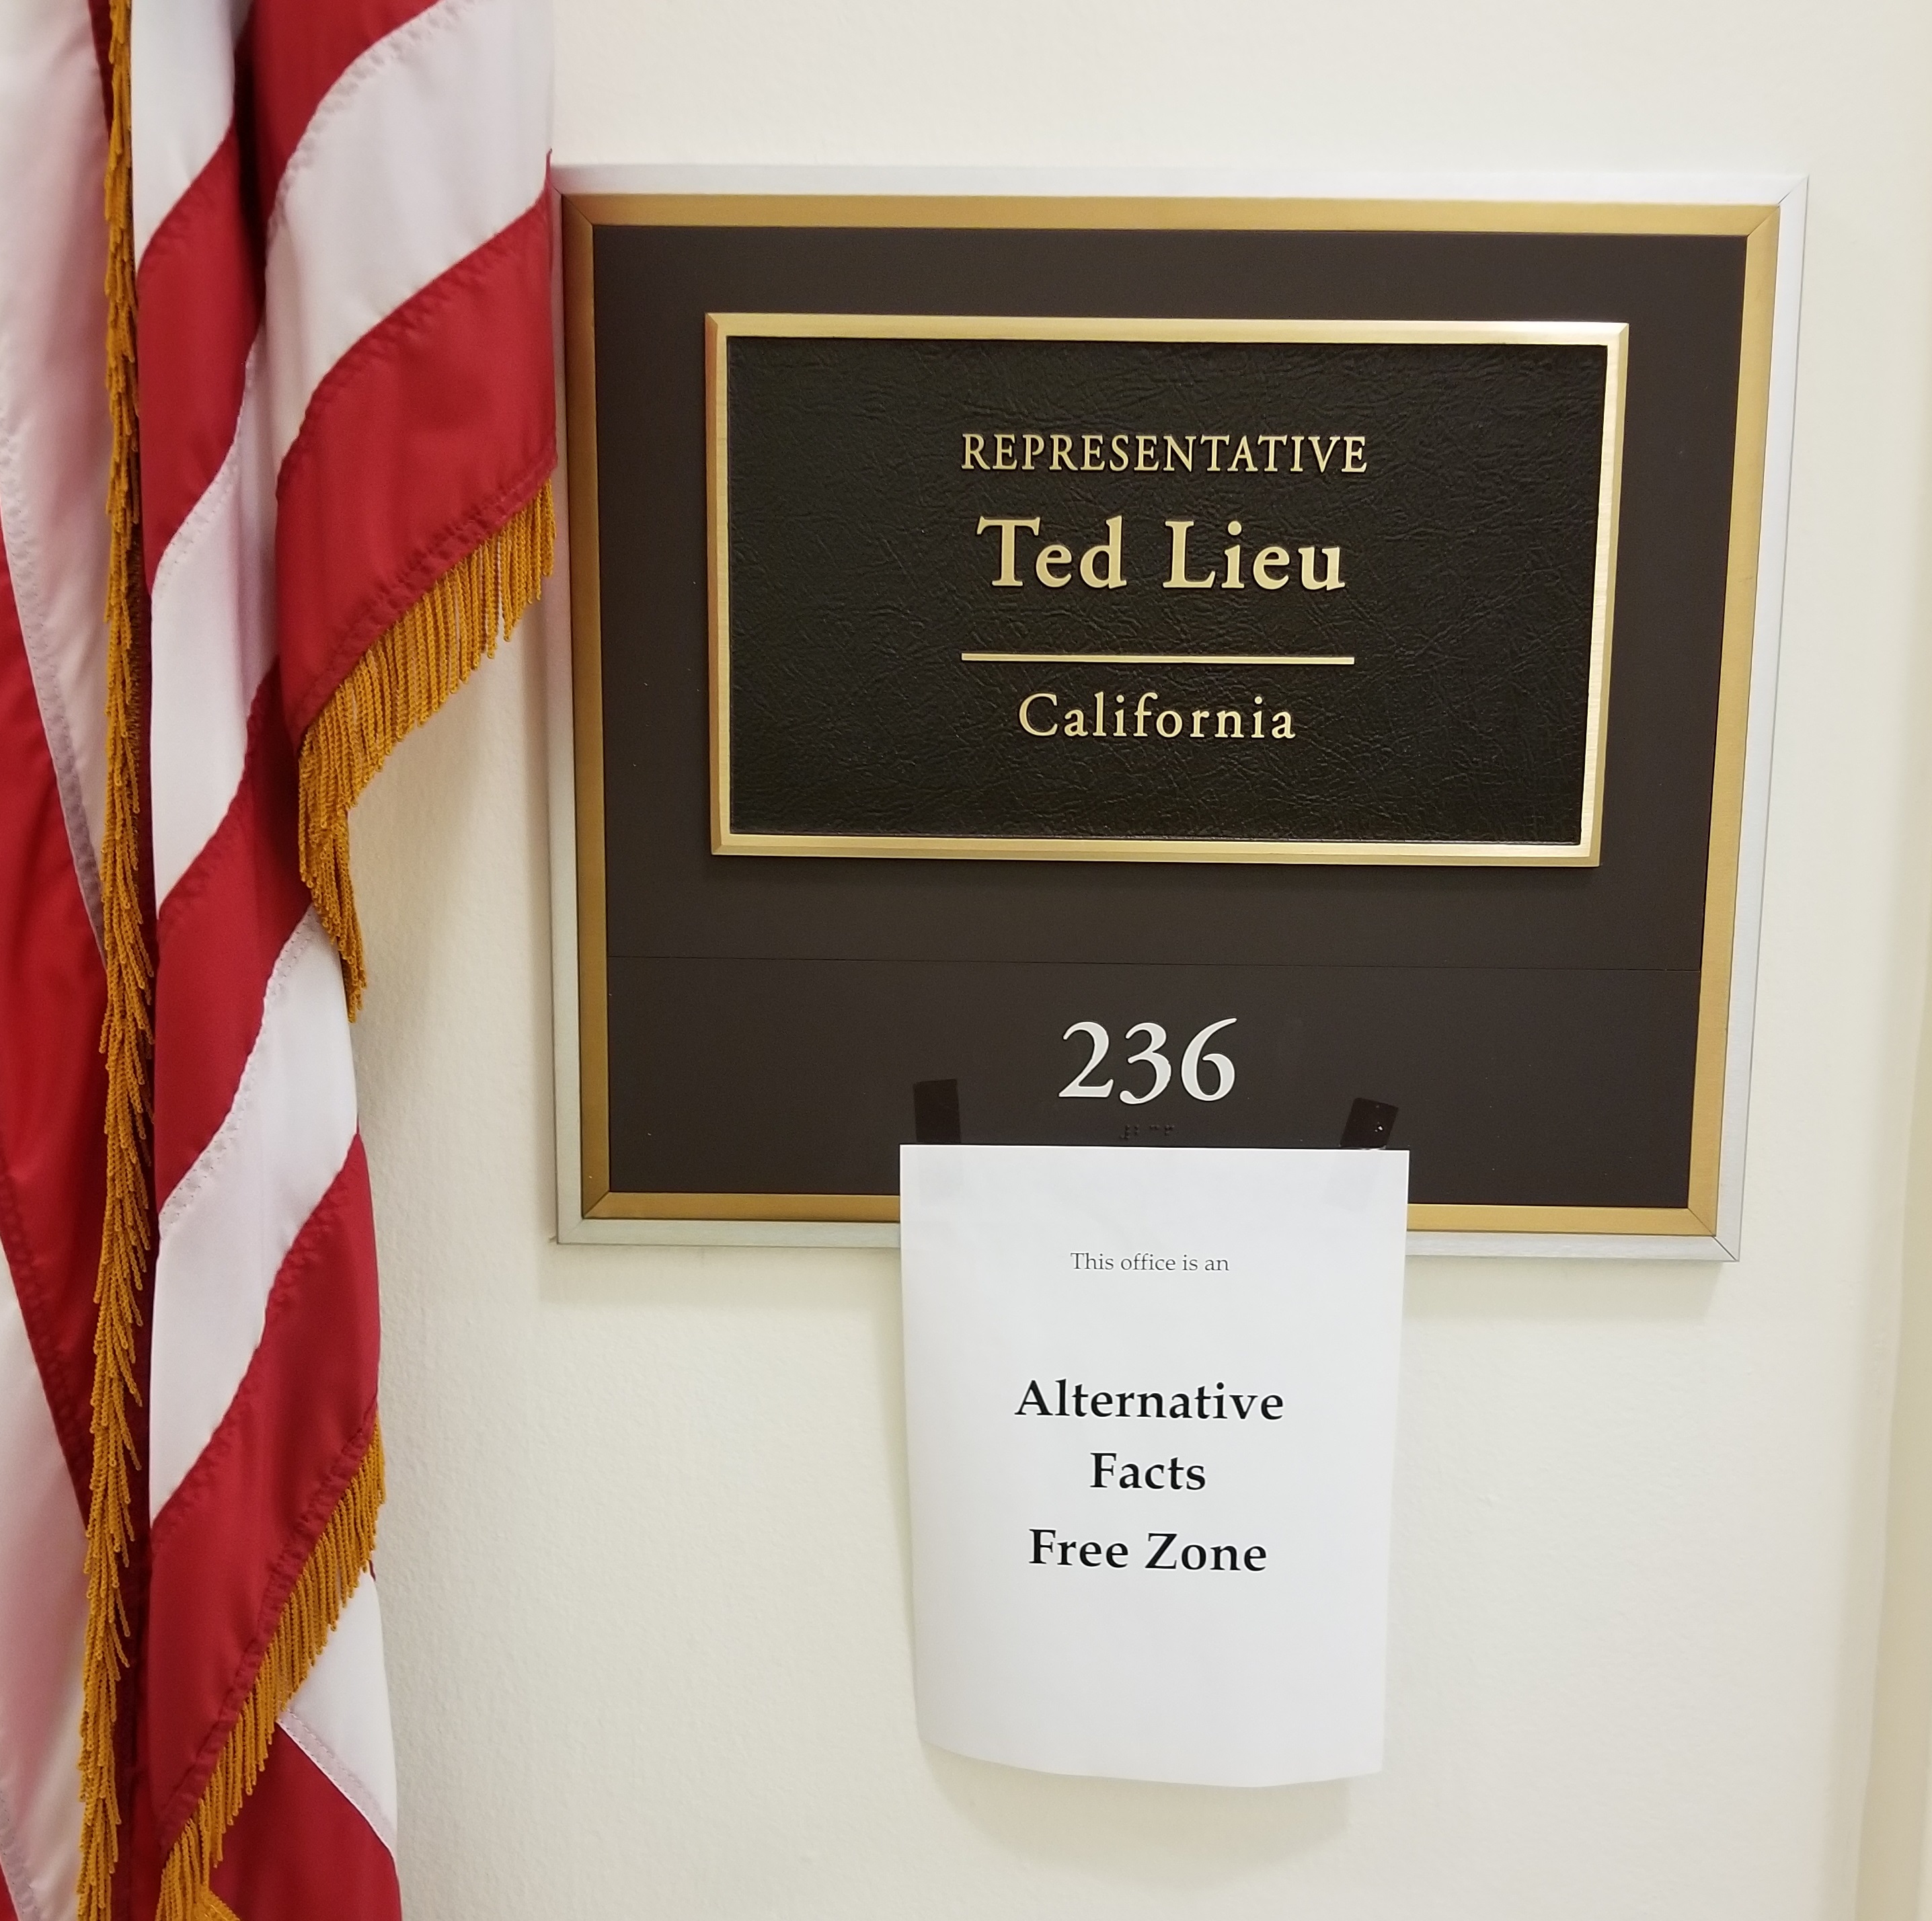 REPRESENTATIVE
Ted Lieu
California
236
This office is an
Alternative
Facts
Free Zone